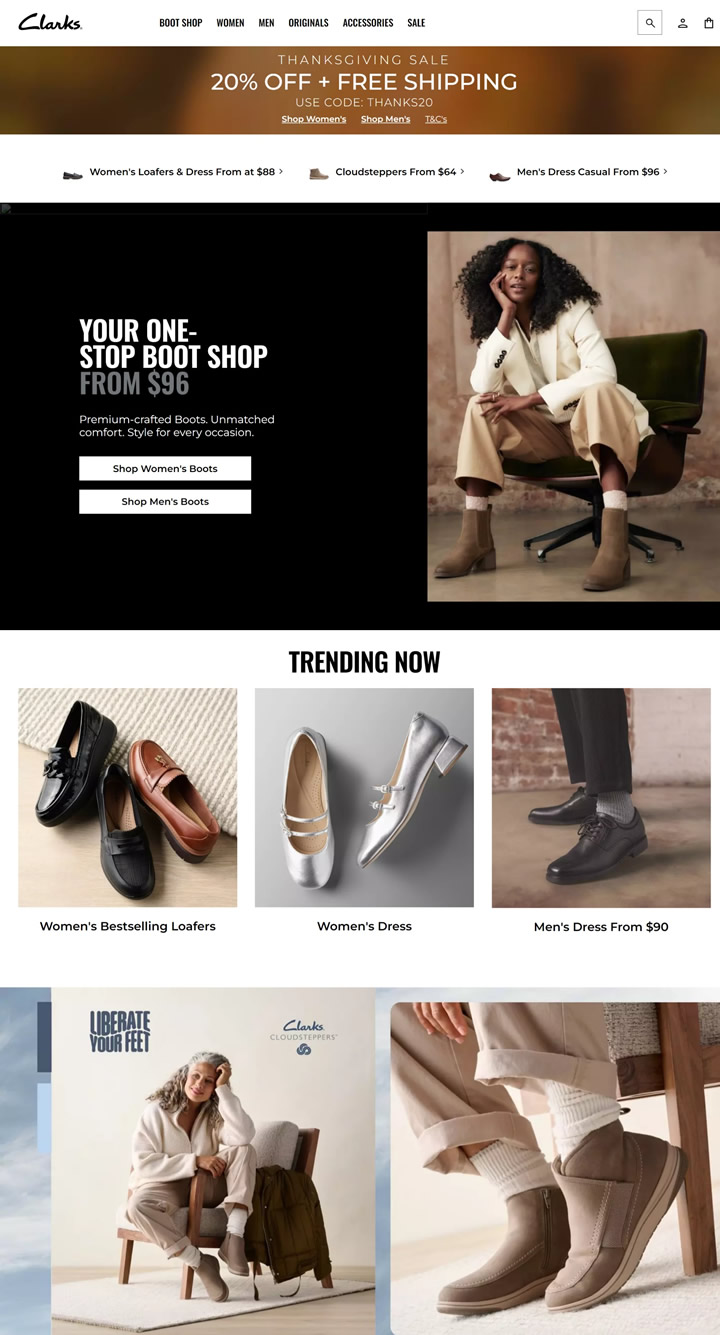 Clarks
BOOT SHOP WOMEN MEN ORIGINALS ACCESSORIES SALE
THANKSGIVING SALE
20% OFF + FREE SHIPPING
USE CODE: THANKS20
Shop Women's Shop Men's T&C's
Women's Loafers & Dress From at $88 >
Cloudsteppers From $64 >
Men's Dress Casual From $96 >
YOUR ONE-
STOP BOOT SHOP
FROM $96
Premium-crafted Boots. Unmatched
comfort. Style for every occasion.
Shop Women's Boots
Shop Men's Boots
TRENDING NOW
Women's Bestselling Loafers
Women's Dress
Men's Dress From $90
LIBERATE
YOUR FEET
Clarks
CLOUDSTEPPERS™